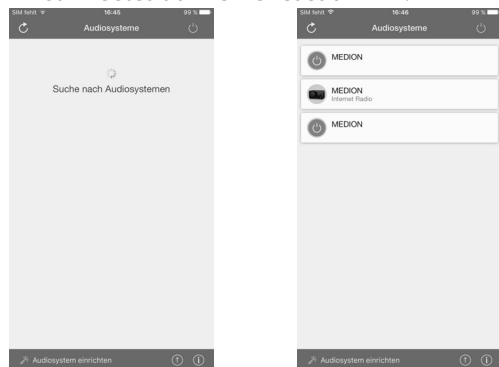 SIM fehlt 16:45 99 %
Audiosysteme
Suche nach Audiosystemen
Audiosystem einrichten
SIM fehlt 16:46 99 %
Audiosysteme
MEDION
MEDION
Internet Radio
MEDION
Audiosystem einrichten